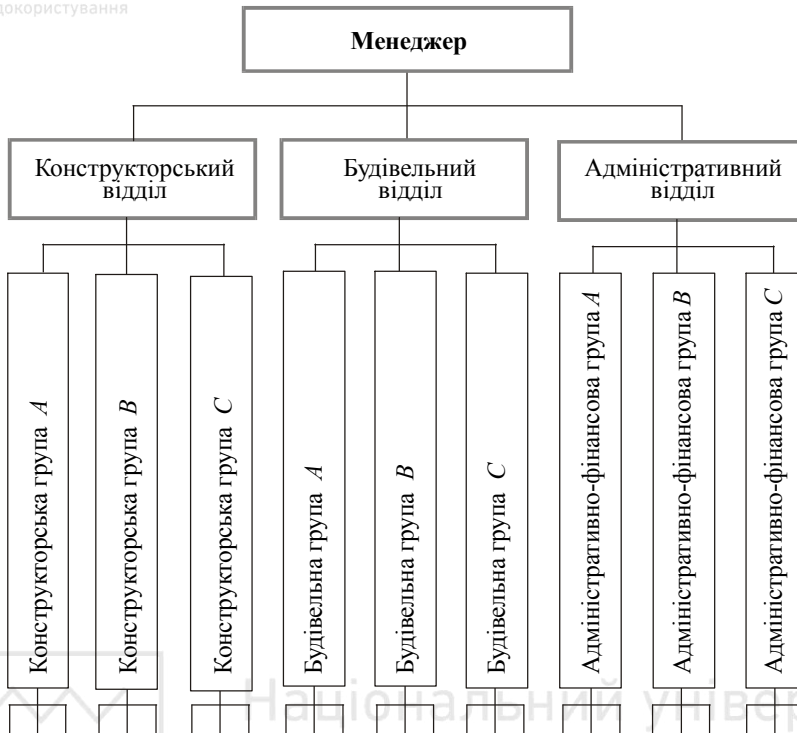 докористування
Менеджер
Конструкторський
відділ
Будівельний
відділ
Адміністративний
відділ
Конструкторська група A
Конструкторська група B
Конструкторська група C
Будівельна група A
Будівельна група B
Будівельна група C
Адміністративно-фінансова група A
Адміністративно-фінансова група B
Адміністративно-фінансова група C
Національний універ